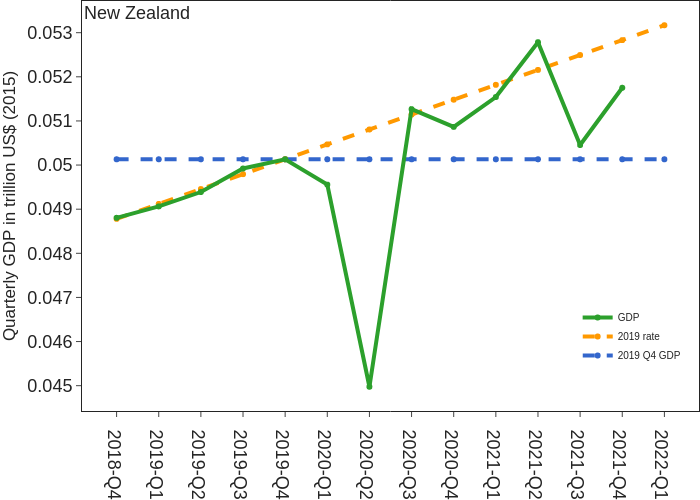 New Zealand
Quarterly GDP in trillion US$ (2015)
0.053
0.052
0.051
0.05
0.049
0.048
0.047
0.046
0.045
GDP
2019 rate
2019 Q4 GDP
2018-Q4
2019-Q1
2019-Q2
2019-Q3
2019-Q4
2020-Q1
2020-Q2
2020-Q3
2020-Q4
2021-Q1
2021-Q2
2021-Q3
2021-Q4
2022-Q1